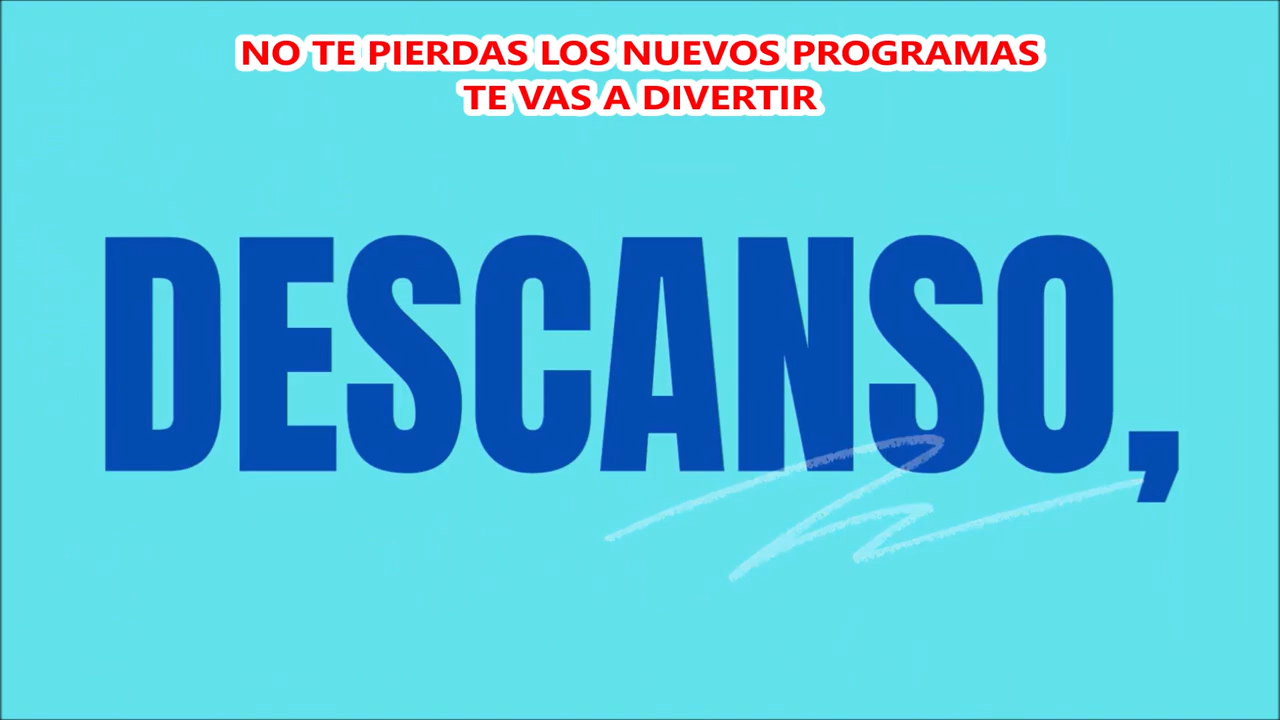 NO TE PIERDAS LOS NUEVOS PROGRAMAS
TE VAS A DIVERTIR
DESCANSO,